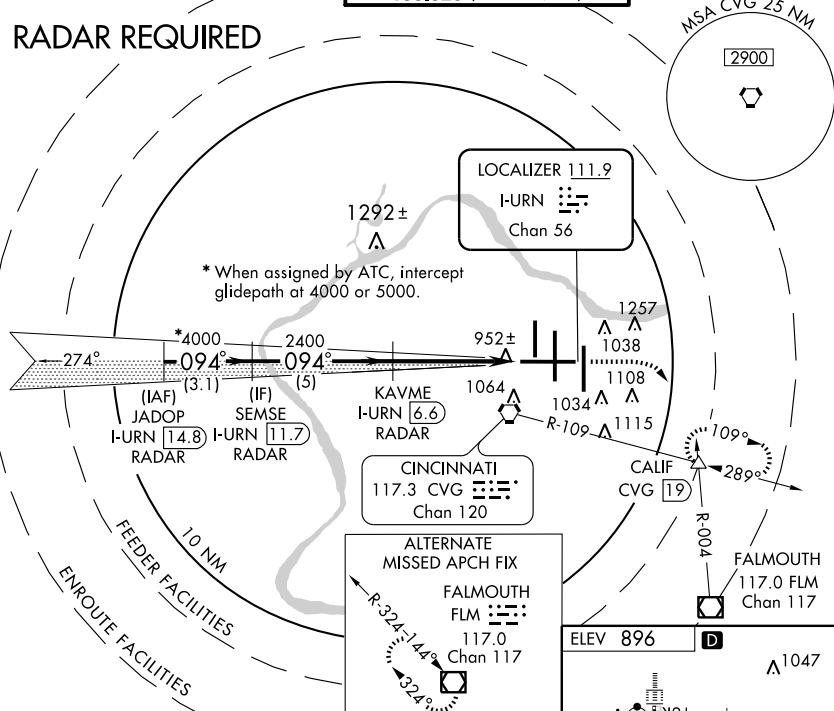 RADAR REQUIRED
MSA CVG 25 NM
2900
LOCALIZER 111.9
I-URN
Chan 56
1292 ±
* When assigned by ATC, intercept
glidepath at 4000 or 5000.
1257
1038
*4000
2400
952±
274°
094°
094°
(3.1)
(5)
1108
(IAF)
JADOP
I-URN 14.8
RADAR
(IF)
SEMSE
I-URN 11.7
RADAR
KAVME
I-URN 6.6
RADAR
1064
1034
1115
R-109
109°
289°
CALIF
CVG 19
CINCINNATI
117.3 CVG
Chan 120
R-004
FALMOUTH
117.0 FLM
Chan 117
10 NM
FEEDER FACILITIES
ENROUTE FACILITIES
ALTERNATE
MISSED APCH FIX
FALMOUTH
FLM
117.0
Chan 117
R-324
144°
324°
ELEV 896
D
1047